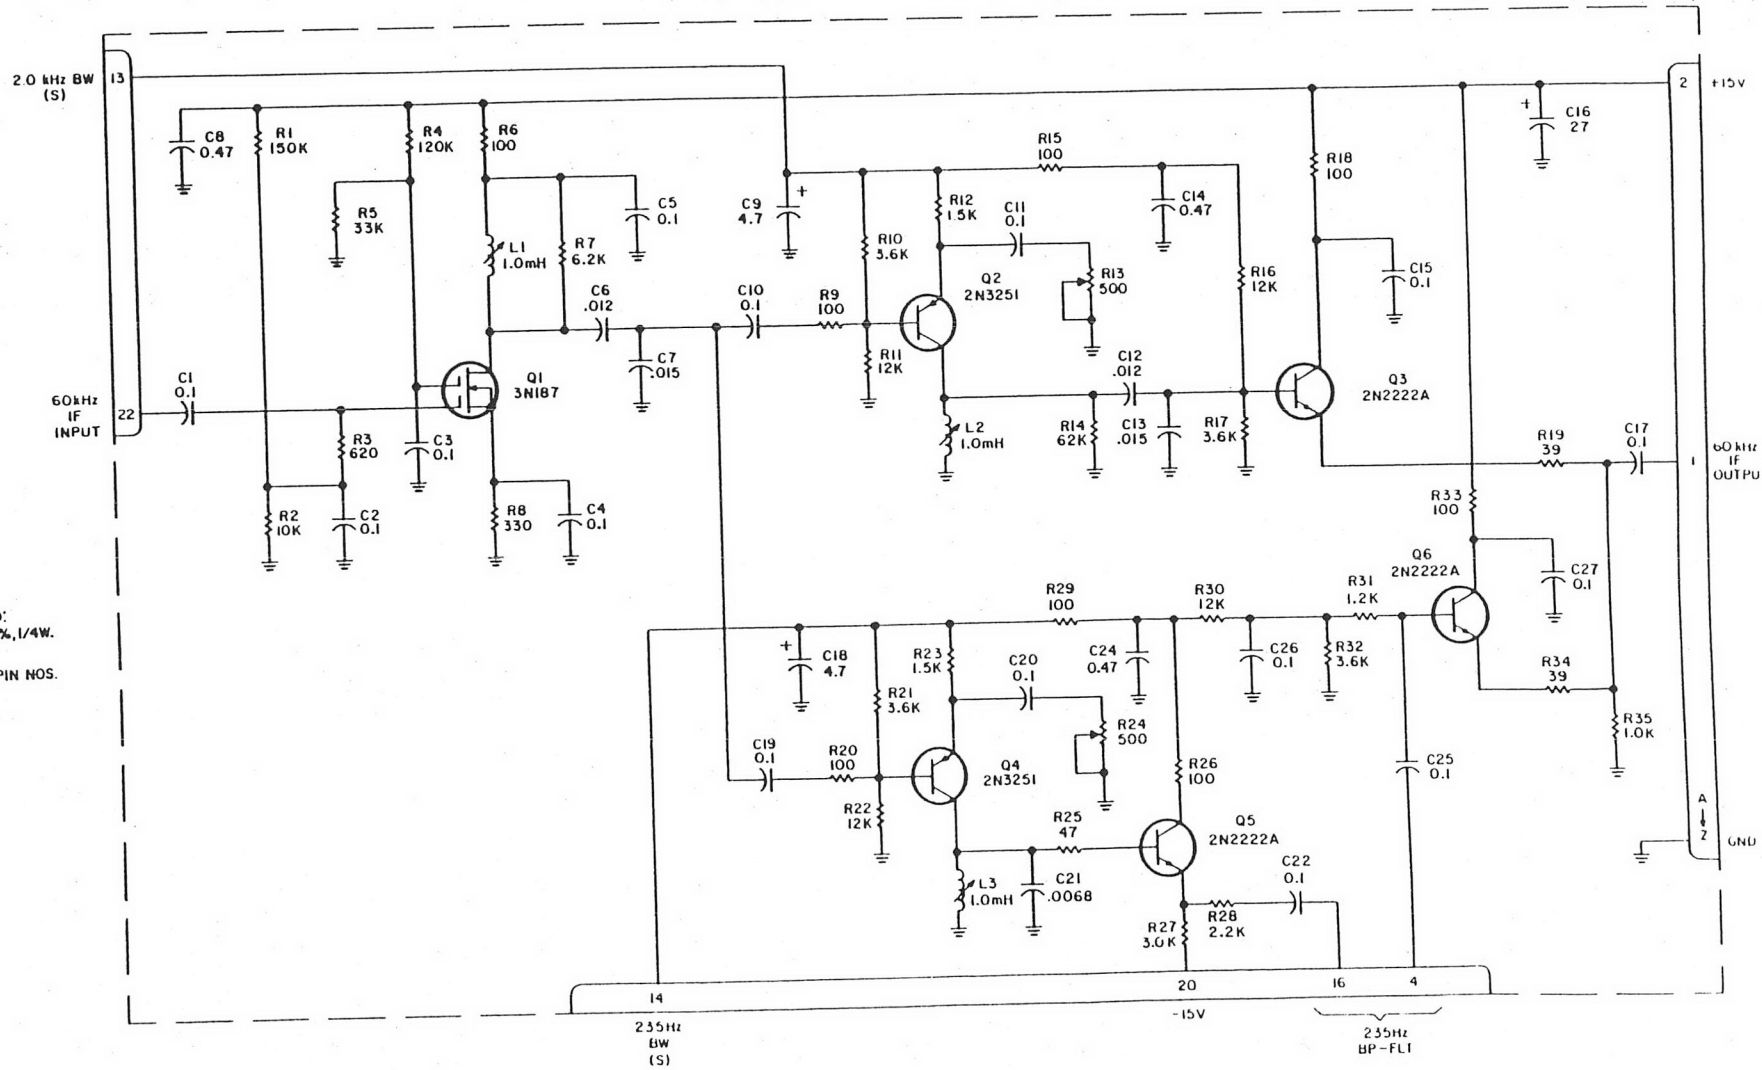 2.0 kHz BW
(S)
13
2
+15V
C8
0.47
R1
150K
R4
120K
R6
100
R5
33K
L1
1.0mH
R7
6.2K
C5
0.1
C9
4.7
+
R10
3.6K
R12
1.5K
C11
0.1
R15
100
C14
0.47
R13
500
R16
12K
R18
100
C15
0.1
+
C16
27
C6
.012
C7
.015
C10
0.1
R9
100
R11
12K
Q2
2N3251
C12
.012
Q3
2N2222A
60kHz
IF
INPUT
22
C1
0.1
R3
620
C3
0.1
Q1
3N187
L2
1.0mH
R14
62K
C13
.015
R17
3.6K
R19
39
C17
0.1
1
60 kHz
IF
OUTPU
R2
10K
C2
0.1
R8
330
C4
0.1
R33
100
Q6
2N2222A
C27
0.1
%, 1/4W.
PIN NOS.
R29
100
R30
12K
R31
1.2K
+
C18
4.7
R23
1.5K
R21
3.6K
C20
0.1
C24
0.47
C26
0.1
R32
3.6K
R34
39
R35
1.0K
C19
0.1
R20
100
R22
12K
Q4
2N3251
R24
500
R26
100
C25
0.1
R25
47
Q5
2N2222A
A
Z
GND
L3
1.0mH
C21
.0068
C22
0.1
R27
3.0K
R28
2.2K
14
20
16
4
235Hz
BW
(S)
-15V
235Hz
BP-FLT